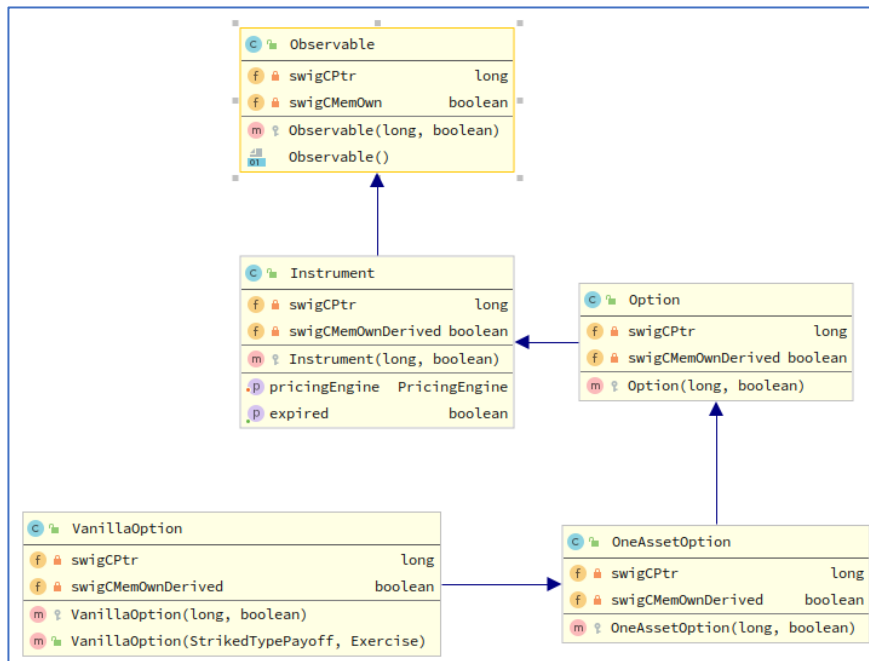 C Observable
f swigCPtr long
f swigCMemOwn boolean
m Observable(long, boolean)
01 Observable()
C Instrument
f swigCPtr long
f swigCMemOwnDerived boolean
m Instrument(long, boolean)
p pricingEngine PricingEngine
p expired boolean
C Option
f swigCPtr long
f swigCMemOwnDerived boolean
m Option(long, boolean)
C VanillaOption
f swigCPtr long
f swigCMemOwnDerived boolean
m VanillaOption(long, boolean)
m VanillaOption(StrikedTypePayoff, Exercise)
C OneAssetOption
f swigCPtr long
f swigCMemOwnDerived boolean
m OneAssetOption(long, boolean)